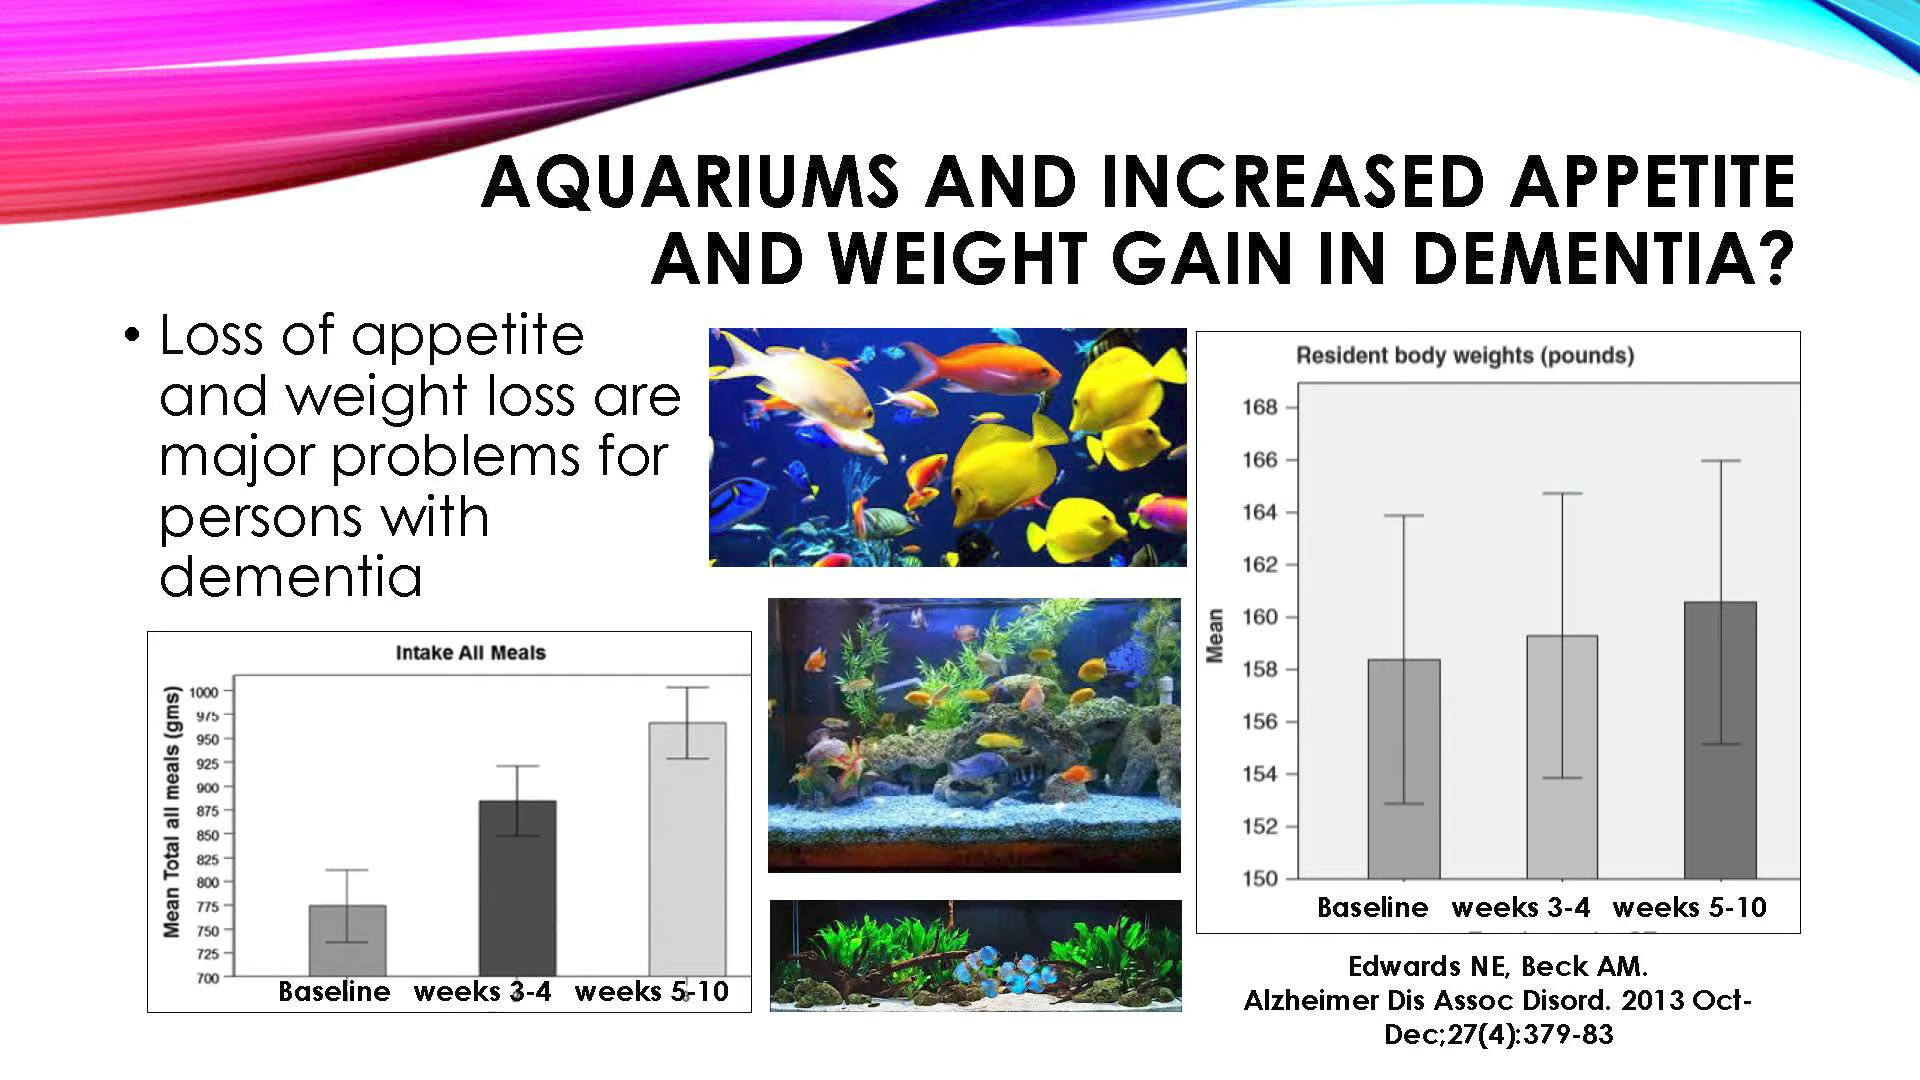 AQUARIUMS AND INCREASED APPETITE
AND WEIGHT GAIN IN DEMENTIA?
• Loss of appetite
and weight loss are
major problems for
persons with
dementia
Intake All Meals
Mean Total all meals (gms)
1000
975
950
925
900
875
850
825
800
775
750
725
700
Baseline weeks 3-4 weeks 5-10
Resident body weights (pounds)
Mean
168
166
164
162
160
158
156
154
152
150
Baseline weeks 3-4 weeks 5-10
Edwards NE, Beck AM.
Alzheimer Dis Assoc Disord. 2013 Oct-
Dec;27(4):379-83